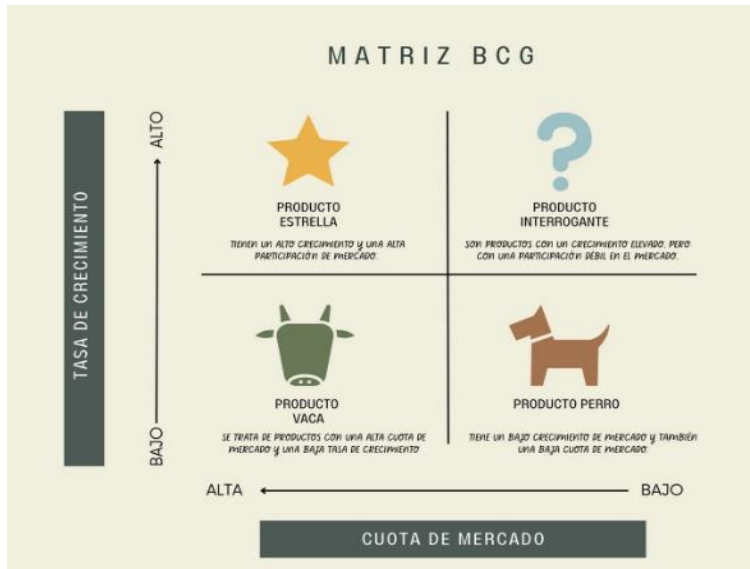 MATRIZ BCG
TASA DE CRECIMIENTO
ALTO
BAJO
PRODUCTO
ESTRELLA
TIENEN UN ALTO CRECIMIENTO Y UNA ALTA
PARTICIPACIÓN DE MERCADO.
PRODUCTO
INTERROGANTE
SON PRODUCTOS CON UN CRECIMIENTO ELEVADO, PERO
CON UNA PARTICIPACIÓN DÉBIL EN EL MERCADO.
PRODUCTO
VACA
SE TRATA DE PRODUCTOS CON UNA ALTA CUOTA DE
MERCADO Y UNA BAJA TASA DE CRECIMIENTO
PRODUCTO PERRO
TIENE UN BAJO CRECIMIENTO DE MERCADO Y TAMBIÉN
UNA BAJA CUOTA DE MERCADO.
ALTA
BAJO
CUOTA DE MERCADO